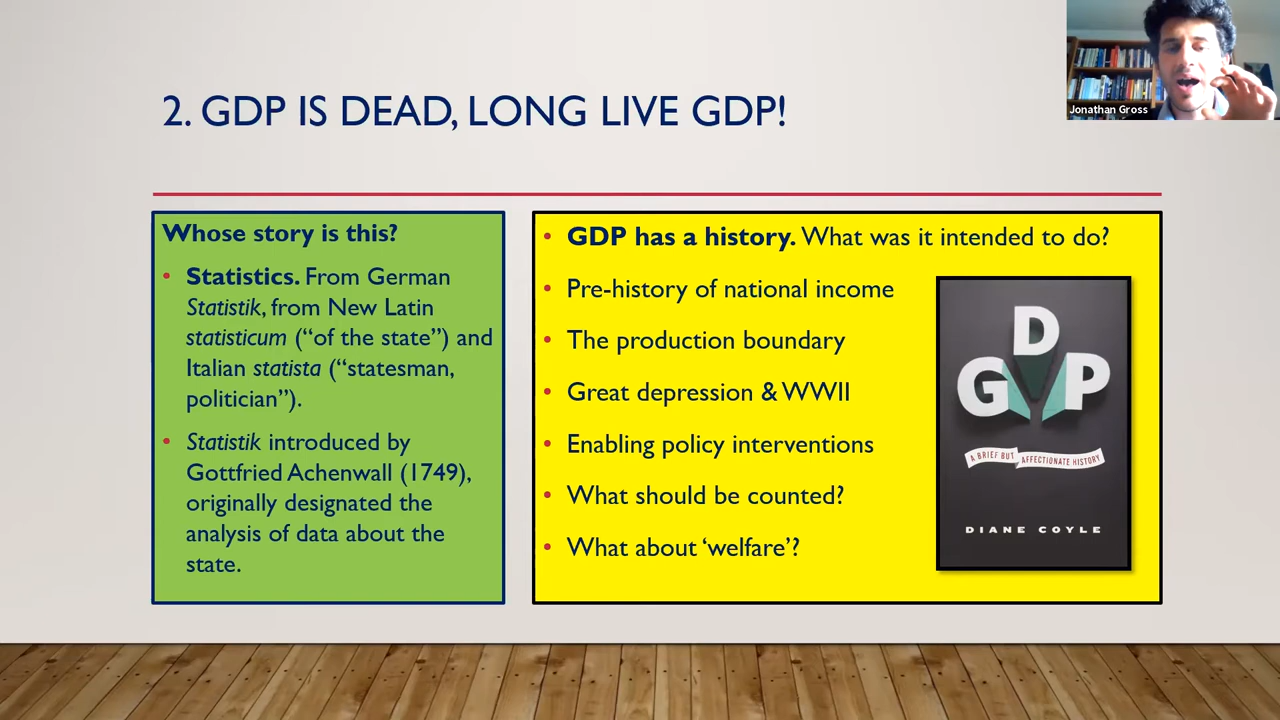 Jonathan Gross
2. GDP IS DEAD, LONG LIVE GDP!
Whose story is this?
• Statistics. From German
Statistik, from New Latin
statisticum (“of the state”) and
Italian statista (“statesman,
politician”).
• Statistik introduced by
Gottfried Achenwall (1749),
originally designated the
analysis of data about the
state.
• GDP has a history. What was it intended to do?
• Pre-history of national income
• The production boundary
• Great depression & WWII
• Enabling policy interventions
• What should be counted?
• What about ‘welfare’?
GDP
A BRIEF BUT AFFECTIONATE HISTORY
DIANE COYLE